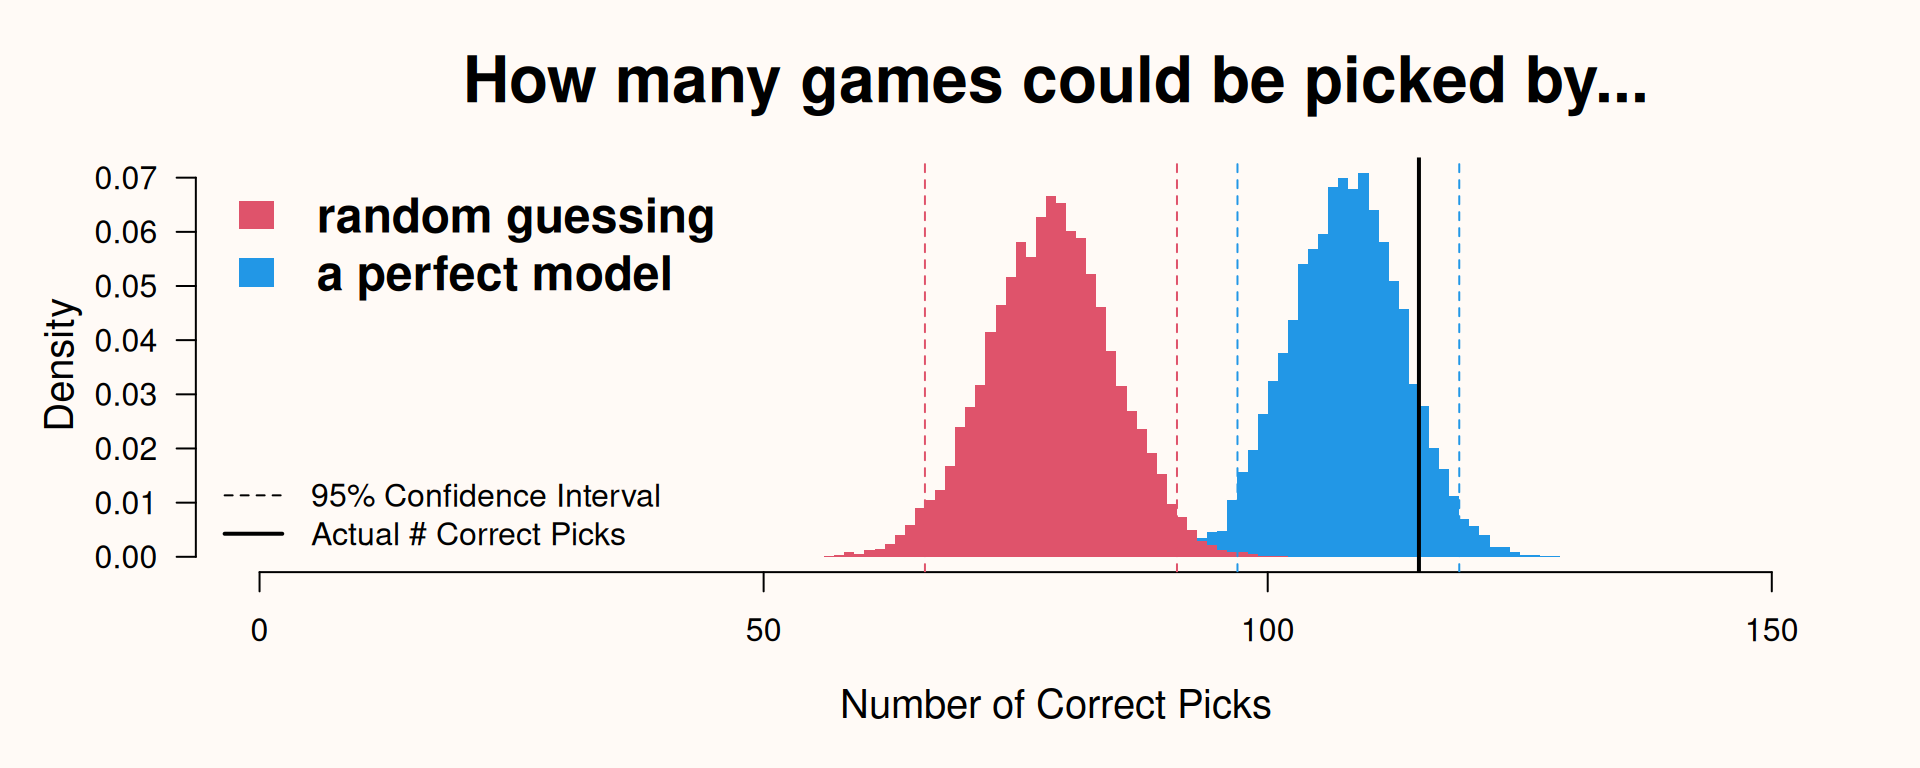 How many games could be picked by...
random guessing
a perfect model
Density
0.07
0.06
0.05
0.04
0.03
0.02
0.01
0.00
95% Confidence Interval
Actual # Correct Picks
0
50
100
150
Number of Correct Picks